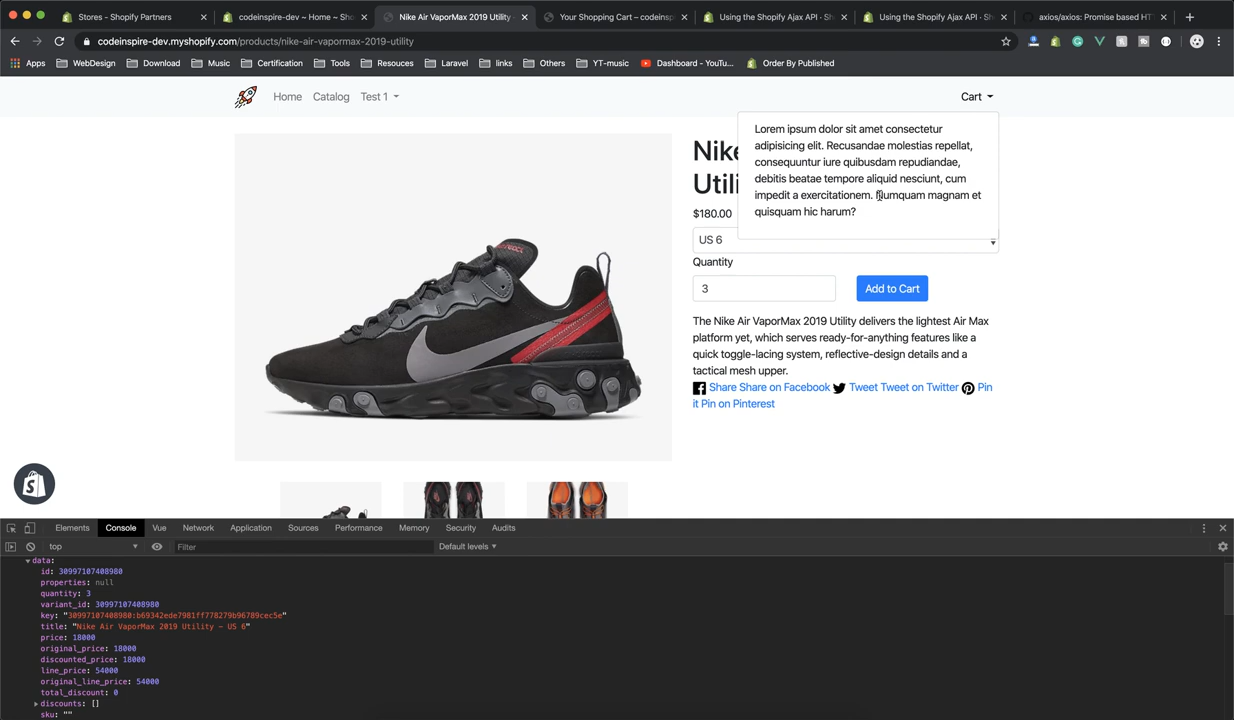 Stores - Shopify Partners
codeinspire-dev ~ Home ~ Sho
Nike Air VaporMax 2019 Utility -
Your Shopping Cart – codeinsp
Using the Shopify Ajax API · Sh
Using the Shopify Ajax API · Sh
axios/axios: Promise based HT
codeinspire-dev.myshopify.com/products/nike-air-vapormax-2019-utility
Apps
WebDesign
Download
Music
Certification
Tools
Resouces
Laravel
links
Others
YT-music
Dashboard - YouTu...
Order By Published
Home
Catalog
Test 1
Cart
Lorem ipsum dolor sit amet consectetur
adipisicing elit. Recusandae molestias repellat,
consequuntur iure quibusdam repudiandae,
debitis beatae tempore aliquid nesciunt, cum
impedit a exercitationem. Numquam magnam et
quisquam hic harum?
Nike
Utili
$180.00
US 6
Quantity
3
Add to Cart
The Nike Air VaporMax 2019 Utility delivers the lightest Air Max
platform yet, which serves ready-for-anything features like a
quick toggle-lacing system, reflective-design details and a
tactical mesh upper.
Share Share on Facebook Tweet Tweet on Twitter Pin
it Pin on Pinterest
Elements
Console
Vue
Network
Application
Sources
Performance
Memory
Security
Audits
top
Filter
Default levels
data:
id: 30997107408980
properties: null
quantity: 3
variant_id: 30997107408980
key: "30997107408980:b69342ede7981ff778279b96789cec5e"
title: "Nike Air VaporMax 2019 Utility - US 6"
price: 18000
original_price: 18000
discounted_price: 18000
line_price: 54000
original_line_price: 54000
total_discount: 0
discounts: []
sku: ""